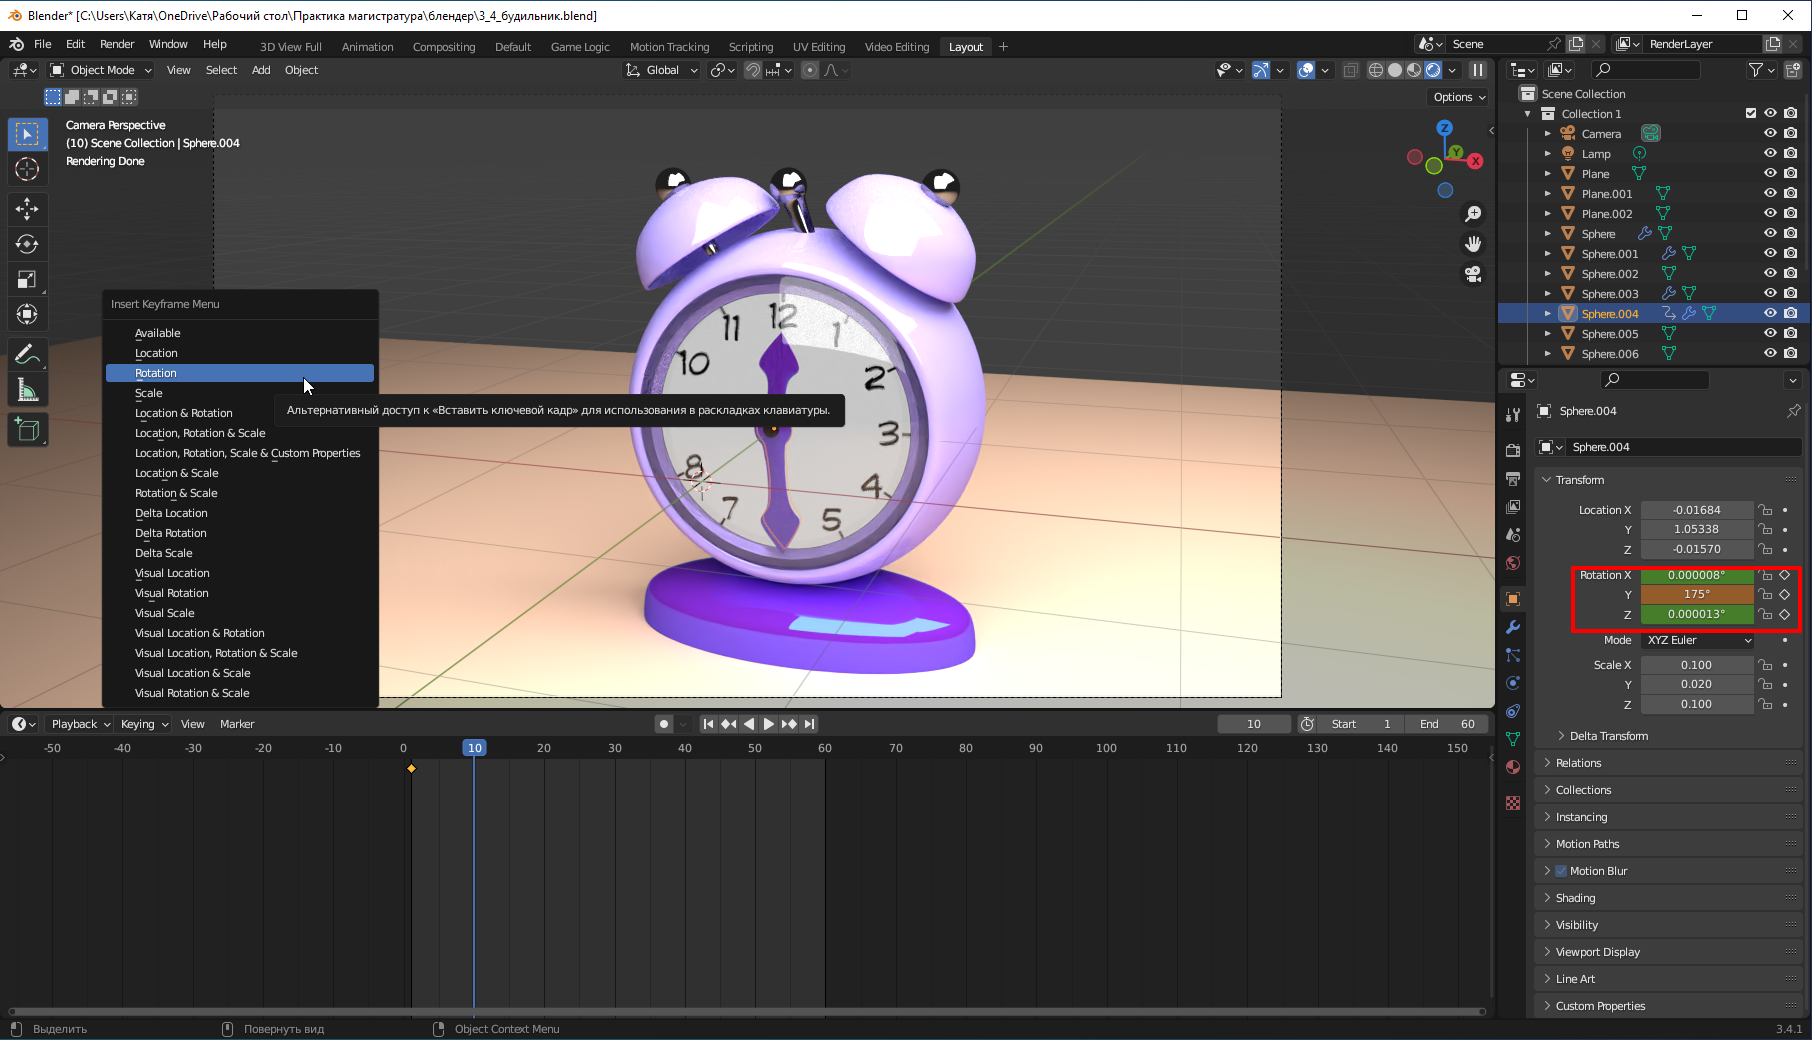 Blender* [C:\Users\Катя\OneDrive\Рабочий стол\Практика магистратура\блендер\3_4_будильник.blend]
File Edit Render Window Help 3D View Full Animation Compositing Default Game Logic Motion Tracking Scripting UV Editing Video Editing Layout + Scene RenderLayer
Object Mode View Select Add Object Global
Options
Camera Perspective
(10) Scene Collection | Sphere.004
Rendering Done
Z
Y
X
12
11
1
10
2
3
8
4
7
5
Insert Keyframe Menu
Available
Location
Rotation
Scale
Location & Rotation
Location, Rotation & Scale
Location, Rotation, Scale & Custom Properties
Location & Scale
Rotation & Scale
Delta Location
Delta Rotation
Delta Scale
Visual Location
Visual Rotation
Visual Scale
Visual Location & Rotation
Visual Location, Rotation & Scale
Visual Location & Scale
Visual Rotation & Scale
Альтернативный доступ к «Вставить ключевой кадр» для использования в раскладках клавиатуры.
Scene Collection
Collection 1
Camera
Lamp
Plane
Plane.001
Plane.002
Sphere
Sphere.001
Sphere.002
Sphere.003
Sphere.004
Sphere.005
Sphere.006
Sphere.004
Sphere.004
Transform
Location X -0.01684
Y 1.05338
Z -0.01570
Rotation X 0.000008°
Y 175°
Z 0.000013°
Mode XYZ Euler
Scale X 0.100
Y 0.020
Z 0.100
Delta Transform
Relations
Collections
Instancing
Motion Paths
Motion Blur
Shading
Visibility
Viewport Display
Line Art
Custom Properties
Playback Keying View Marker 10 Start 1 End 60
-50 -40 -30 -20 -10 0 10 20 30 40 50 60 70 80 90 100 110 120 130 140 150
Выделить Повернуть вид Object Context Menu 3.4.1